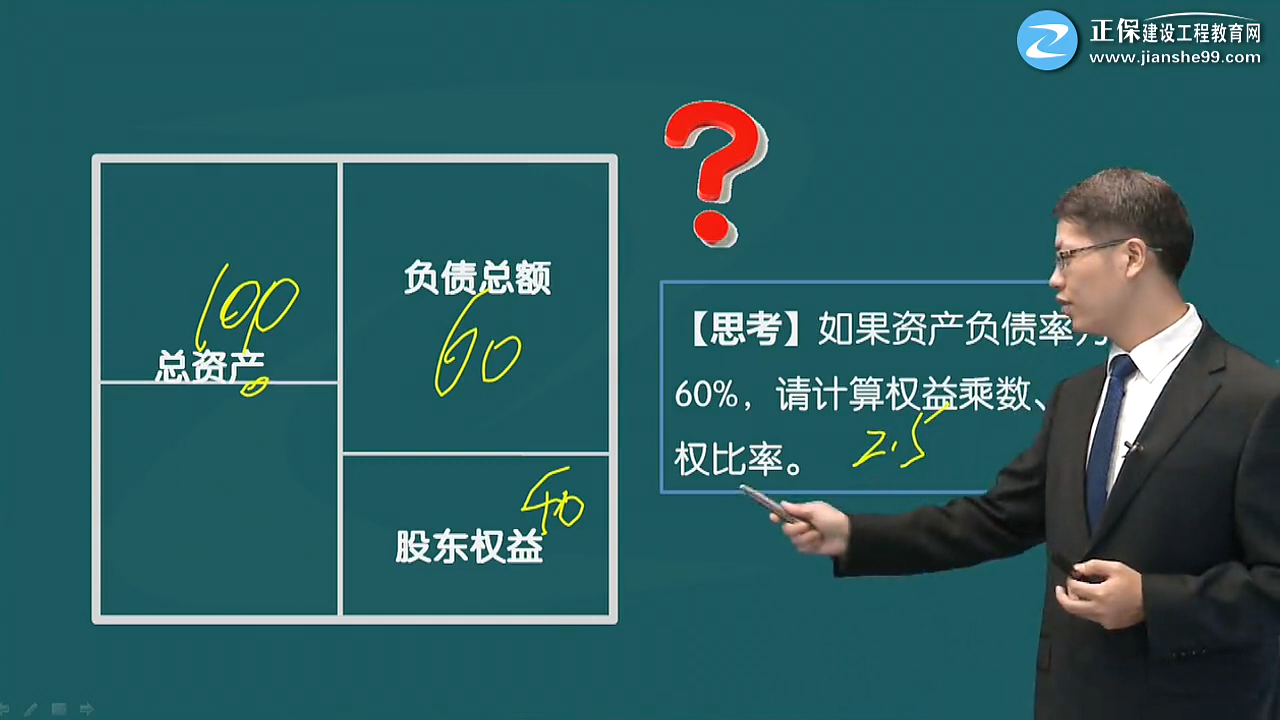 正保建设工程教育网
www.jianshe99.com
负债总额
100
60
总资产
40
股东权益
【思考】如果资产负债率
60%，请计算权益乘数、
2.5
权比率。